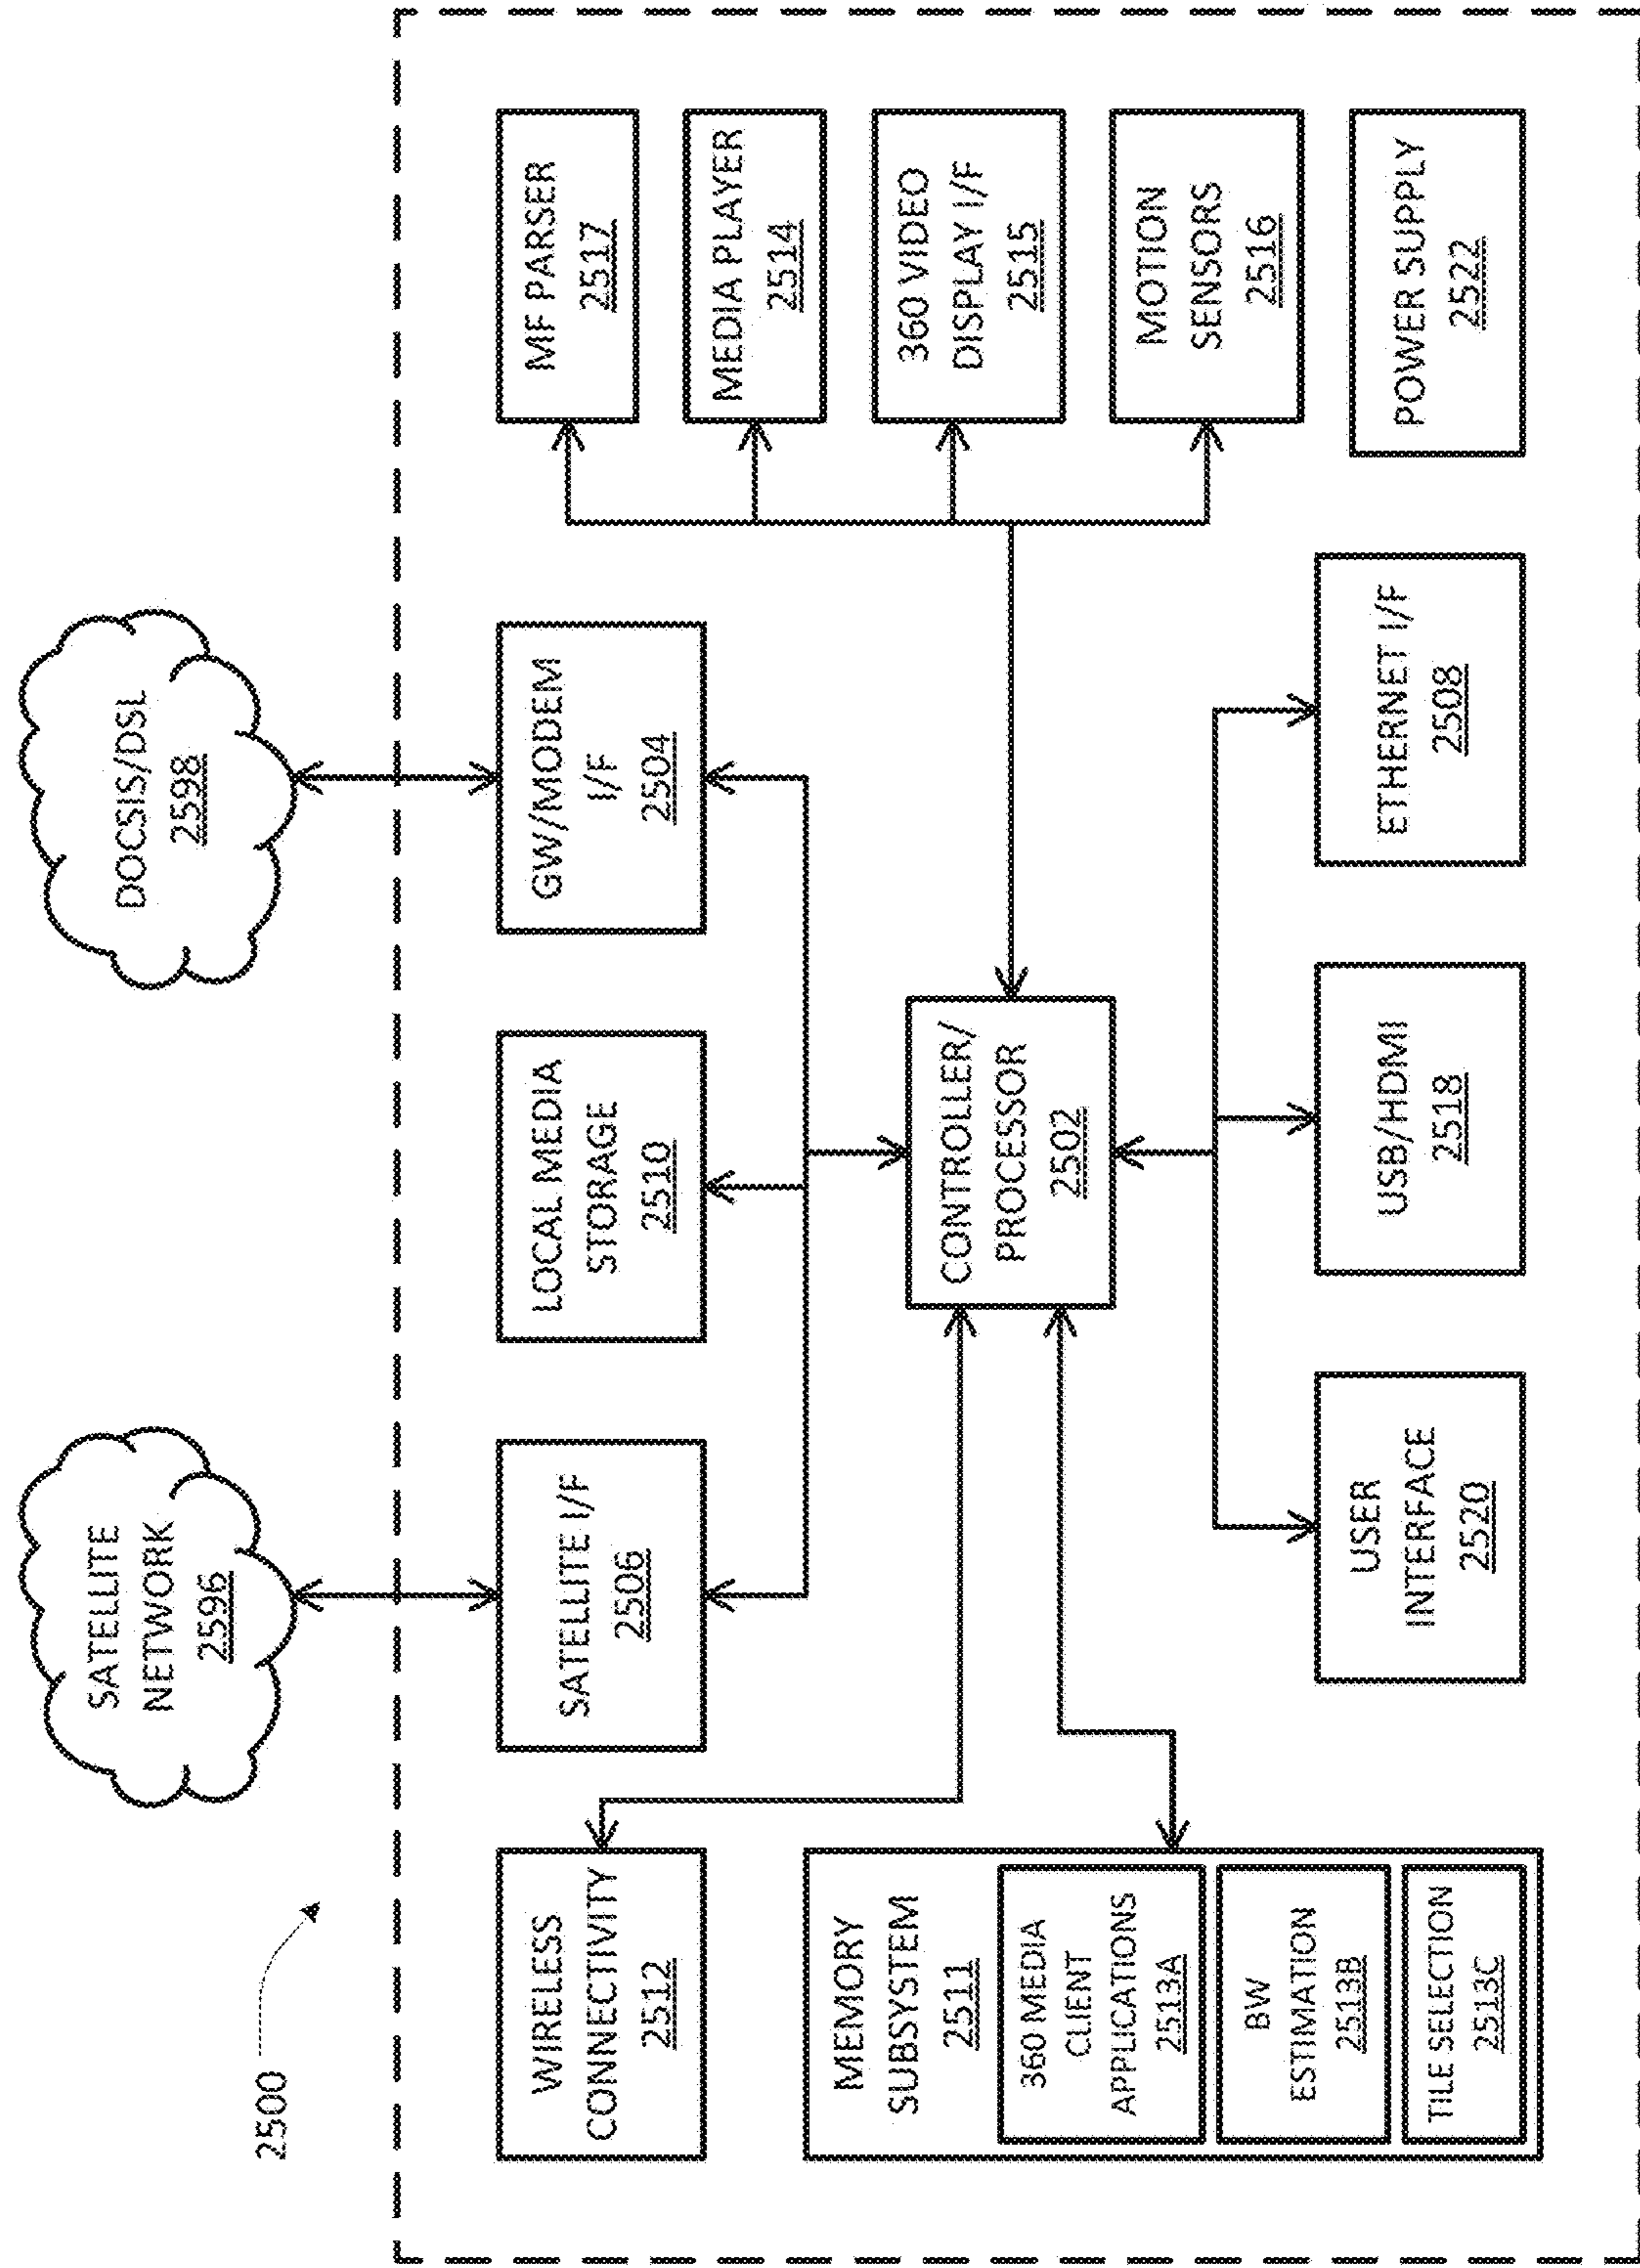 2500
SATELLITE
NETWORK
2596
DOCSIS/DSL
2598
WIRELESS
CONNECTIVITY
2512
SATELLITE I/F
2506
LOCAL MEDIA
STORAGE
2510
GW/MODEM
I/F
2504
MF PARSER
2517
MEDIA PLAYER
2514
360 VIDEO
DISPLAY I/F
2515
MOTION
SENSORS
2516
POWER SUPPLY
2522
MEMORY
SUBSYSTEM
2511
360 MEDIA
CLIENT
APPLICATIONS
2513A
BW
ESTIMATION
2513B
TILE SELECTION
2513C
CONTROLLER/
PROCESSOR
2502
USER
INTERFACE
2520
USB/HDMI
2518
ETHERNET I/F
2508